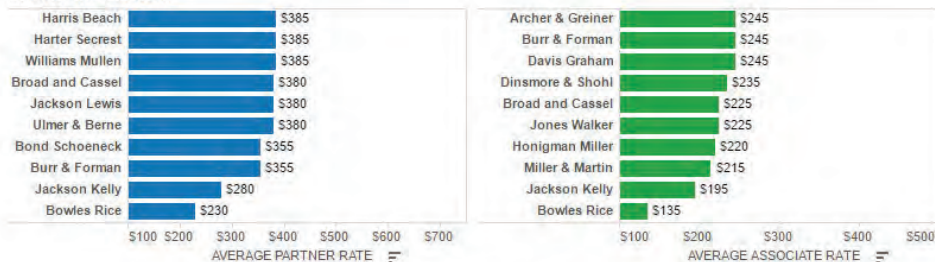 Harris Beach $385
Harter Secrest $385
Williams Mullen $385
Broad and Cassel $380
Jackson Lewis $380
Ulmer & Berne $380
Bond Schoeneck $355
Burr & Forman $355
Jackson Kelly $280
Bowles Rice $230
$100 $200 $300 $400 $500 $600 $700
AVERAGE PARTNER RATE
Archer & Greiner $245
Burr & Forman $245
Davis Graham $245
Dinsmore & Shohl $235
Broad and Cassel $225
Jones Walker $225
Honigman Miller $220
Miller & Martin $215
Jackson Kelly $195
Bowles Rice $135
$100 $200 $300 $400 $500
AVERAGE ASSOCIATE RATE